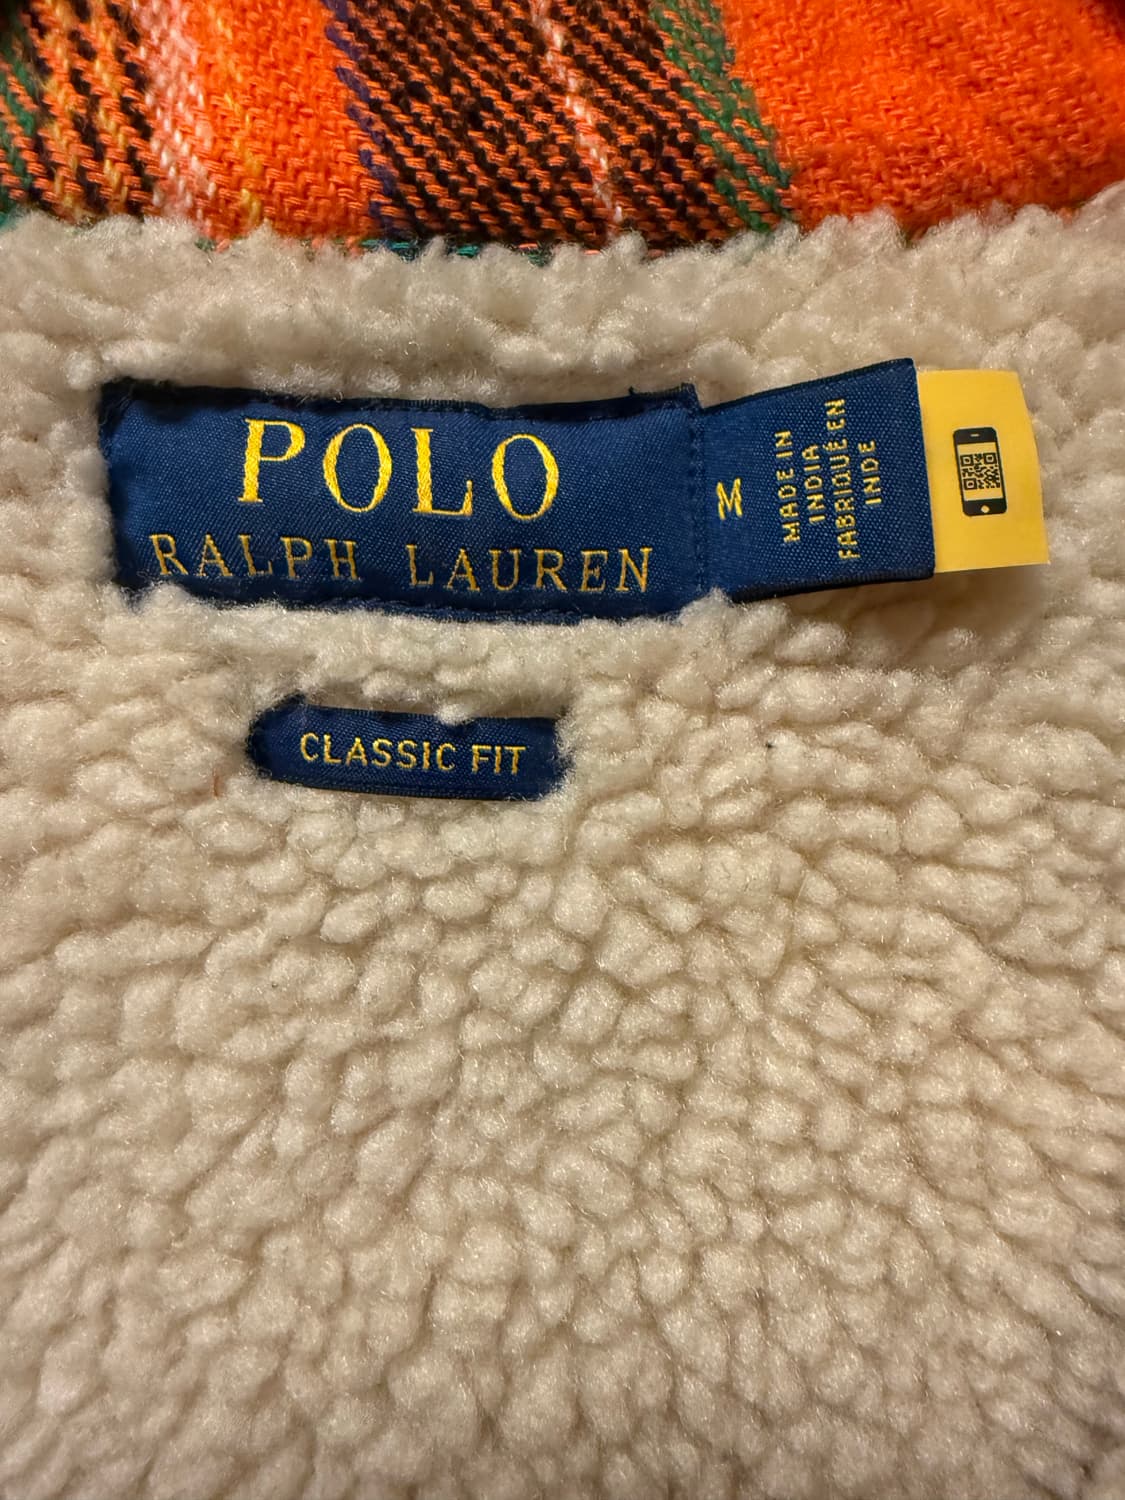 POLO
RALPH LAUREN
M
MADE IN
INDIA
FABRIQUÉ EN
INDE
CLASSIC FIT